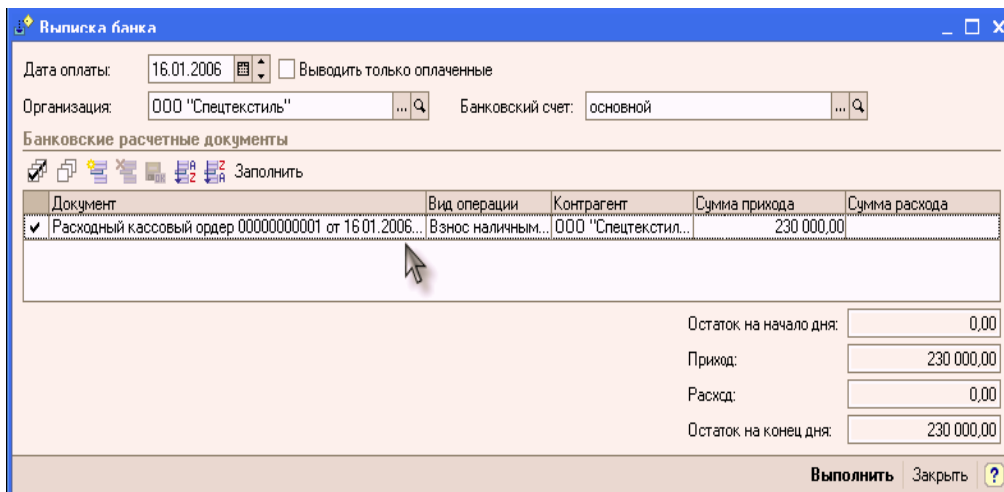 Выписка банка
Дата оплаты: 16.01.2006 Выводить только оплаченные
Организация: ООО "Спецтекстиль" ... Банковский счет: основной ...
Банковские расчетные документы
Заполнить
Документ Вид операции Контрагент Сумма прихода Сумма расхода
Расходный кассовый ордер 00000000001 от 16.01.2006... Взнос наличным... ООО "Спецтекстил... 230 000,00
Остаток на начало дня: 0,00
Приход: 230 000,00
Расход: 0,00
Остаток на конец дня: 230 000,00
Выполнить Закрыть ?